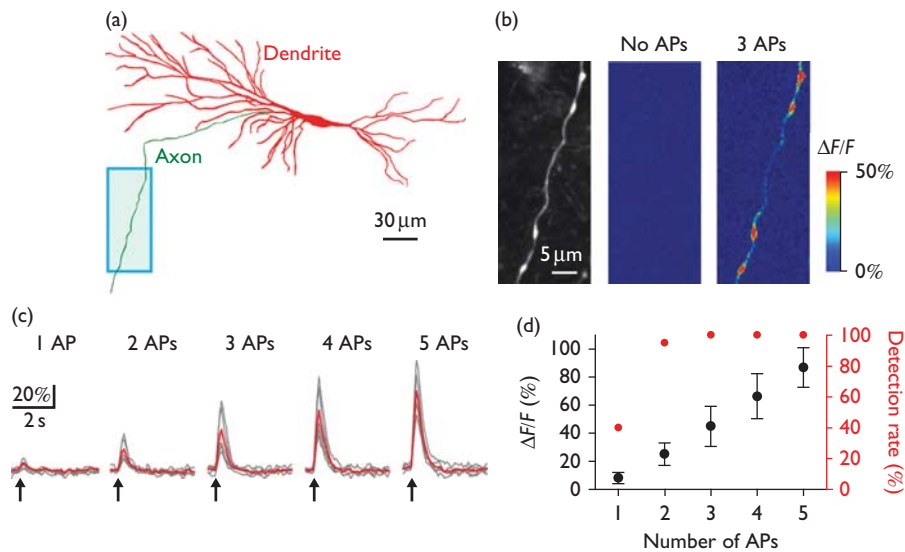 (a)
Dendrite
Axon
30 μm
(b)
No APs
3 APs
5 μm
ΔF/F
50%
0%
(c)
1 AP
2 APs
3 APs
4 APs
5 APs
20%
2 s
(d)
ΔF/F (%)
100
80
60
40
20
0
1
2
3
4
5
Number of APs
100
80
60
40
20
0
Detection rate (%)